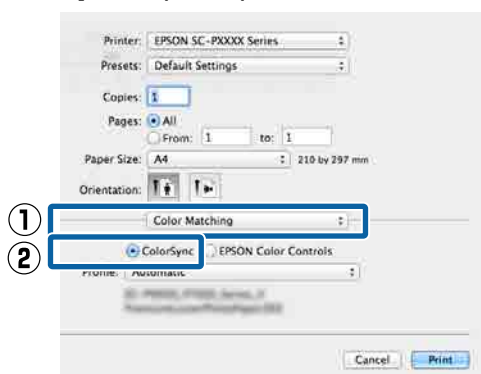 Printer: EPSON SC-PXXXX Series
Presets: Default Settings
Copies: 1
Pages: All
From: 1 to: 1
Paper Size: A4 210 by 297 mm
Orientation:
① Color Matching
② ColorSync EPSON Color Controls
Profile: Automatic
Cancel Print